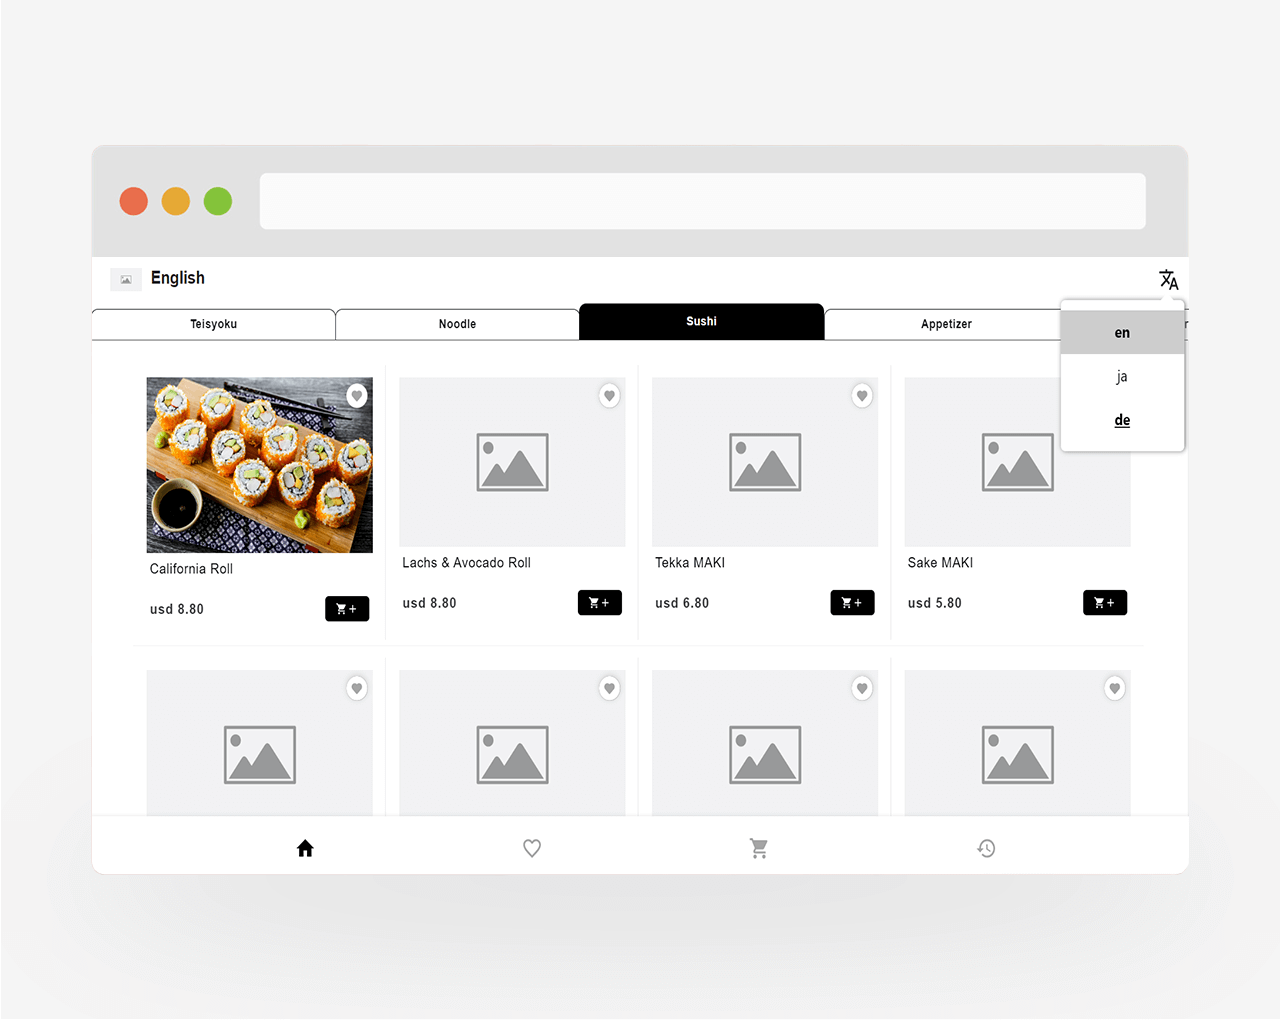 English
Teisyoku
Noodle
Sushi
Appetizer
en
ja
de
California Roll
usd 8.80
Lachs & Avocado Roll
usd 8.80
Tekka MAKI
usd 6.80
Sake MAKI
usd 5.80